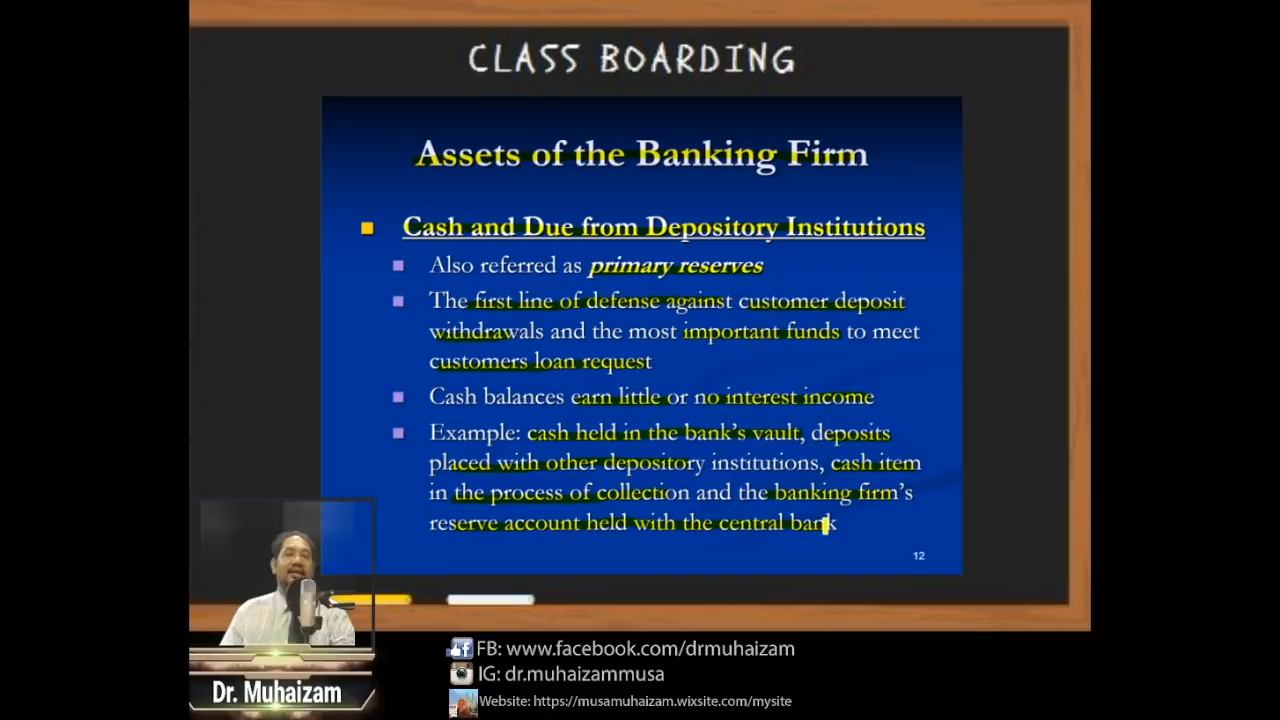 CLASS BOARDING
Assets of the Banking Firm
Cash and Due from Depository Institutions
Also referred as primary reserves
The first line of defense against customer deposit
withdrawals and the most important funds to meet
customers loan request
Cash balances earn little or no interest income
Example: cash held in the bank's vault, deposits
placed with other depository institutions, cash item
in the process of collection and the banking firm's
reserve account held with the central bank
12
Dr. Muhaizam
FB: www.facebook.com/drmuhaizam
IG: dr.muhaizammusa
Website: https://musamuhaizam.wixsite.com/mysite